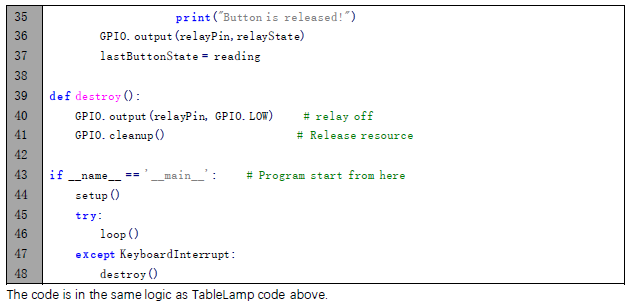 35 print("Button is released!")
36 GPIO.output(relayPin,relayState)
37 lastButtonState = reading
38
39 def destroy():
40 GPIO.output(relayPin, GPIO.LOW) # relay off
41 GPIO.cleanup() # Release resource
42
43 if __name__ == '__main__': # Program start from here
44 setup()
45 try:
46 loop()
47 except KeyboardInterrupt:
48 destroy()
The code is in the same logic as TableLamp code above.